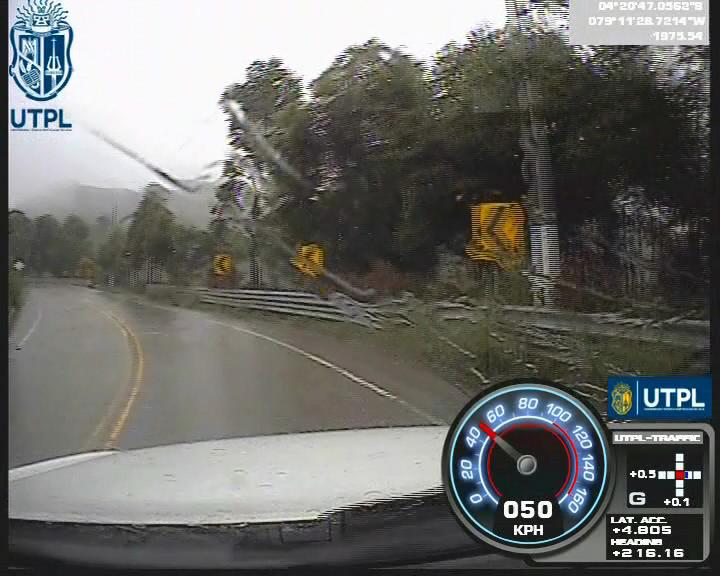 04°20'47.0562"S
079°11'28.7214"W
1975.54
UTPL
UTPL
UTPL-TRAFFIC
0 20 40 60 80 100 120 140 160
050
KPH
+0.5
G
+0.1
LAT. ACC.
+4.805
HEADING
+216.16